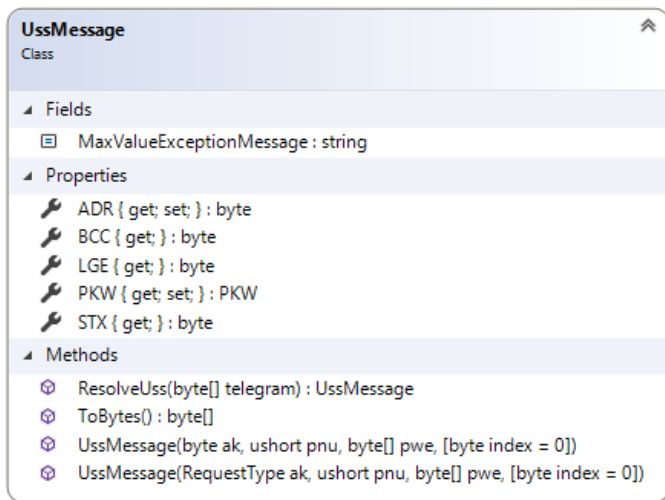 UssMessage
Class
Fields
MaxValueExceptionMessage : string
Properties
ADR { get; set; } : byte
BCC { get; } : byte
LGE { get; } : byte
PKW { get; set; } : PKW
STX { get; } : byte
Methods
ResolveUss(byte[] telegram) : UssMessage
ToBytes() : byte[]
UssMessage(byte ak, ushort pnu, byte[] pwe, [byte index = 0])
UssMessage(RequestType ak, ushort pnu, byte[] pwe, [byte index = 0])